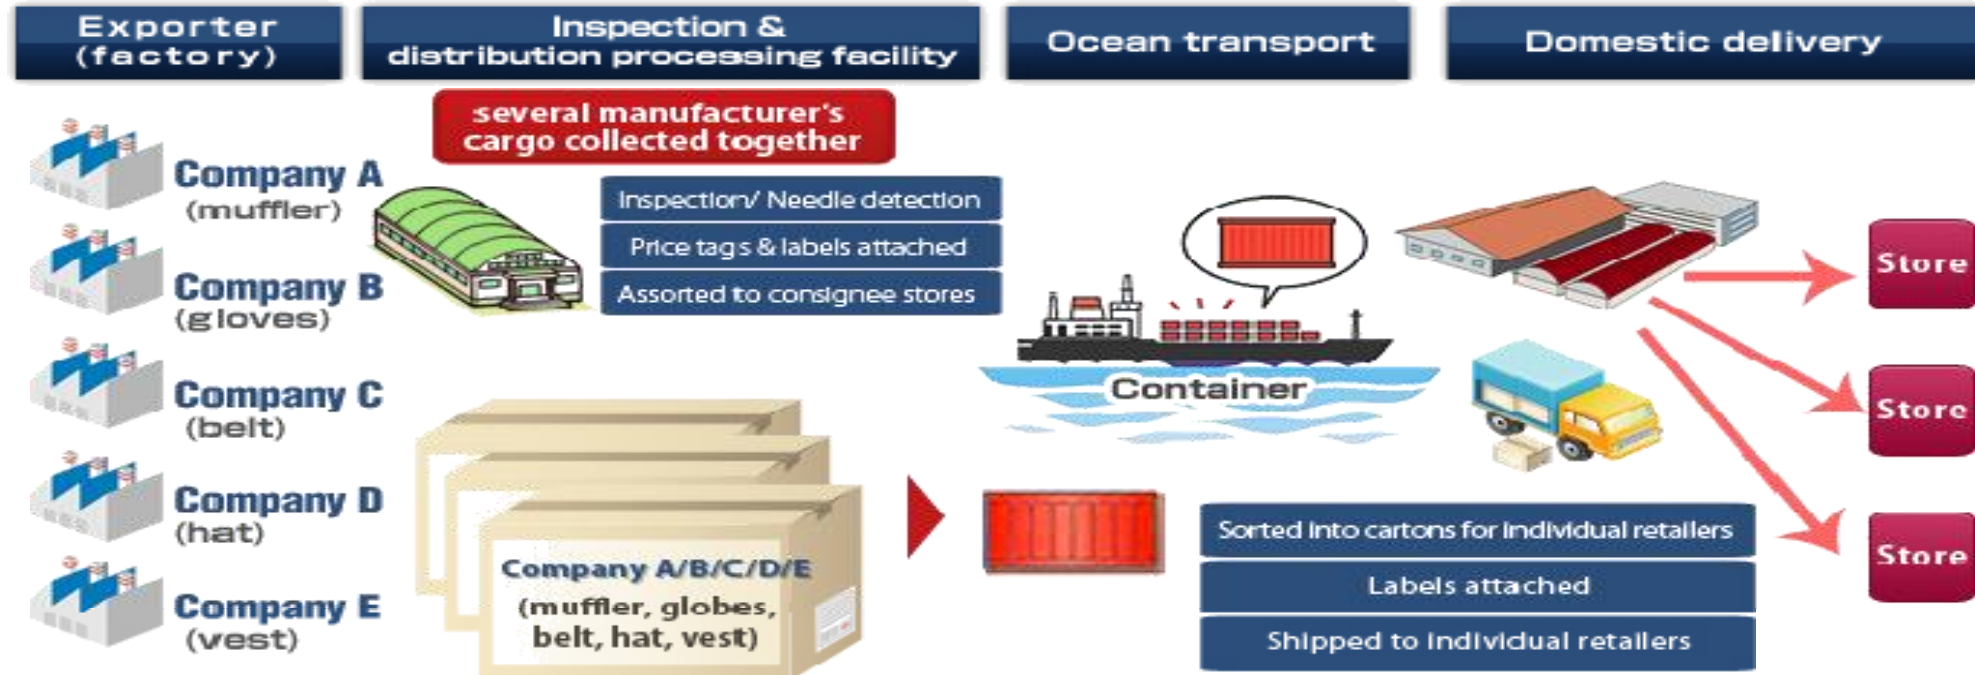 Exporter
(factory)
Inspection &
distribution processing facility
Ocean transport
Domestic delivery
several manufacturer's
cargo collected together
Company A
(muffler)
Company B
(gloves)
Company C
(belt)
Company D
(hat)
Company E
(vest)
Inspection/ Needle detection
Price tags & labels attached
Assorted to consignee stores
Company A/B/C/D/E
(muffler, globes,
belt, hat, vest)
Container
Sorted into cartons for individual retailers
Labels attached
Shipped to individual retailers
Store
Store
Store